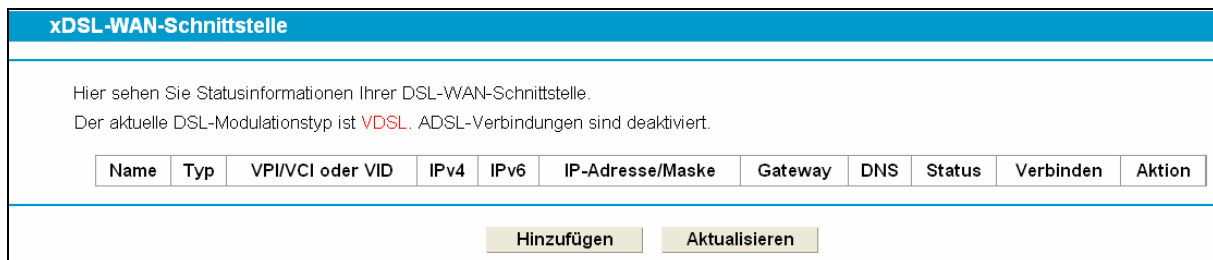 xDSL-WAN-Schnittstelle
Hier sehen Sie Statusinformationen Ihrer DSL-WAN-Schnittstelle.
Der aktuelle DSL-Modulationstyp ist VDSL. ADSL-Verbindungen sind deaktiviert.
Name Typ VPI/VCI oder VID IPv4 IPv6 IP-Adresse/Maske Gateway DNS Status Verbinden Aktion
Hinzufügen Aktualisieren